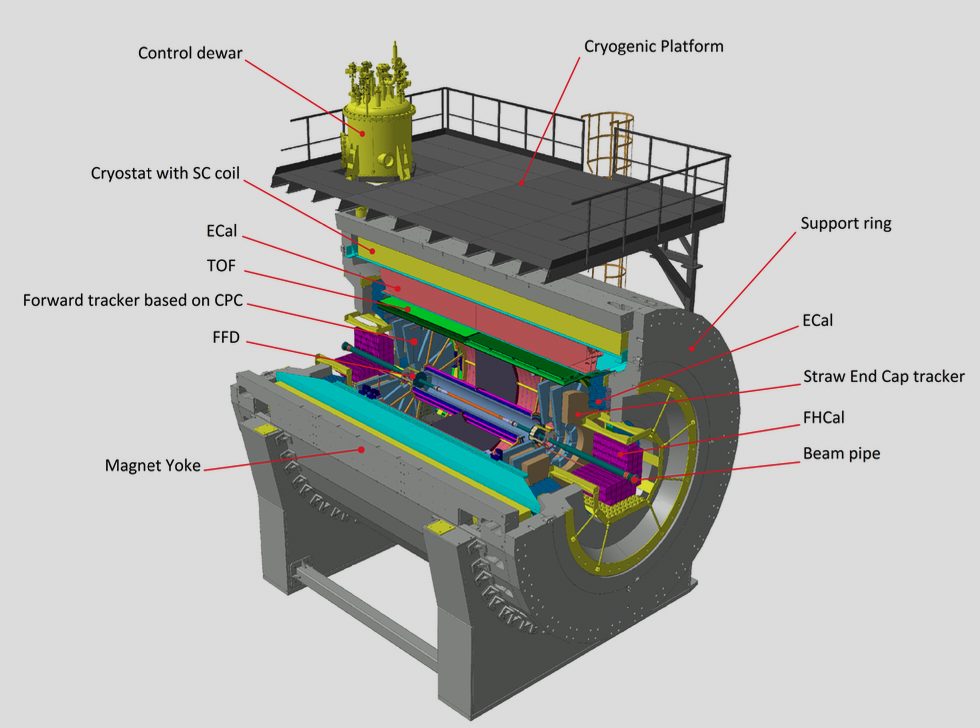 Control dewar
Cryogenic Platform
Cryostat with SC coil
Support ring
ECal
TOF
Forward tracker based on CPC
ECal
FFD
Straw End Cap tracker
FHCal
Beam pipe
Magnet Yoke